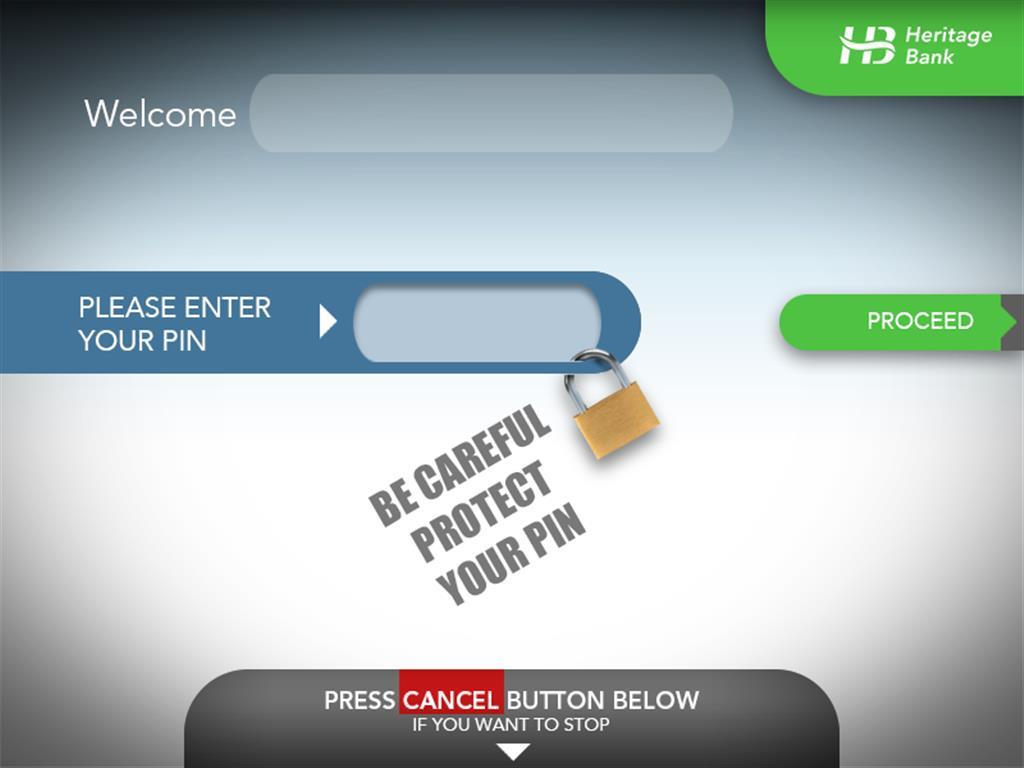 HB Heritage
Bank
Welcome
PLEASE ENTER
YOUR PIN
PROCEED
BE CAREFUL
PROTECT
YOUR PIN
PRESS CANCEL BUTTON BELOW
IF YOU WANT TO STOP